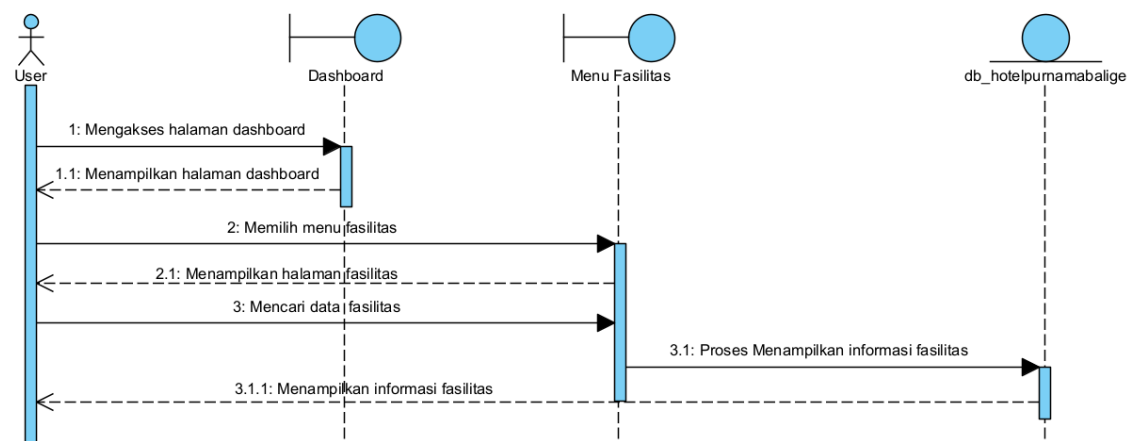 User
Dashboard
Menu Fasilitas
db_hotelpurnamabalige
1: Mengakses halaman dashboard
1.1: Menampilkan halaman dashboard
2: Memilih menu fasilitas
2.1: Menampilkan halaman fasilitas
3: Mencari data fasilitas
3.1: Proses Menampilkan informasi fasilitas
3.1.1: Menampilkan informasi fasilitas